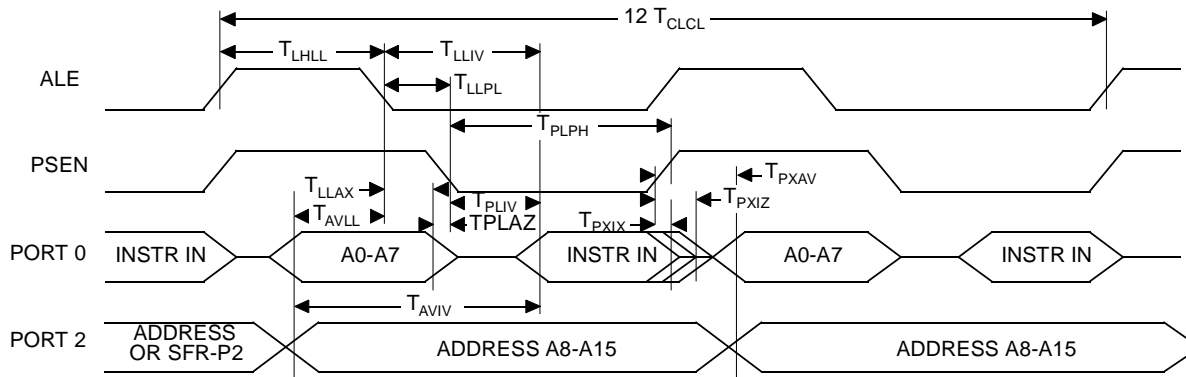 12 TCLCL
TLHLL TLLIV
ALE TLLPL
TPLPH
PSEN
TLLAX TPLIV TPXAV
TAVLL TPLAZ TPXIX TPXIZ
PORT 0 INSTR IN A0-A7 INSTR IN A0-A7 INSTR IN
TAVIV
PORT 2 ADDRESS OR SFR-P2 ADDRESS A8-A15 ADDRESS A8-A15